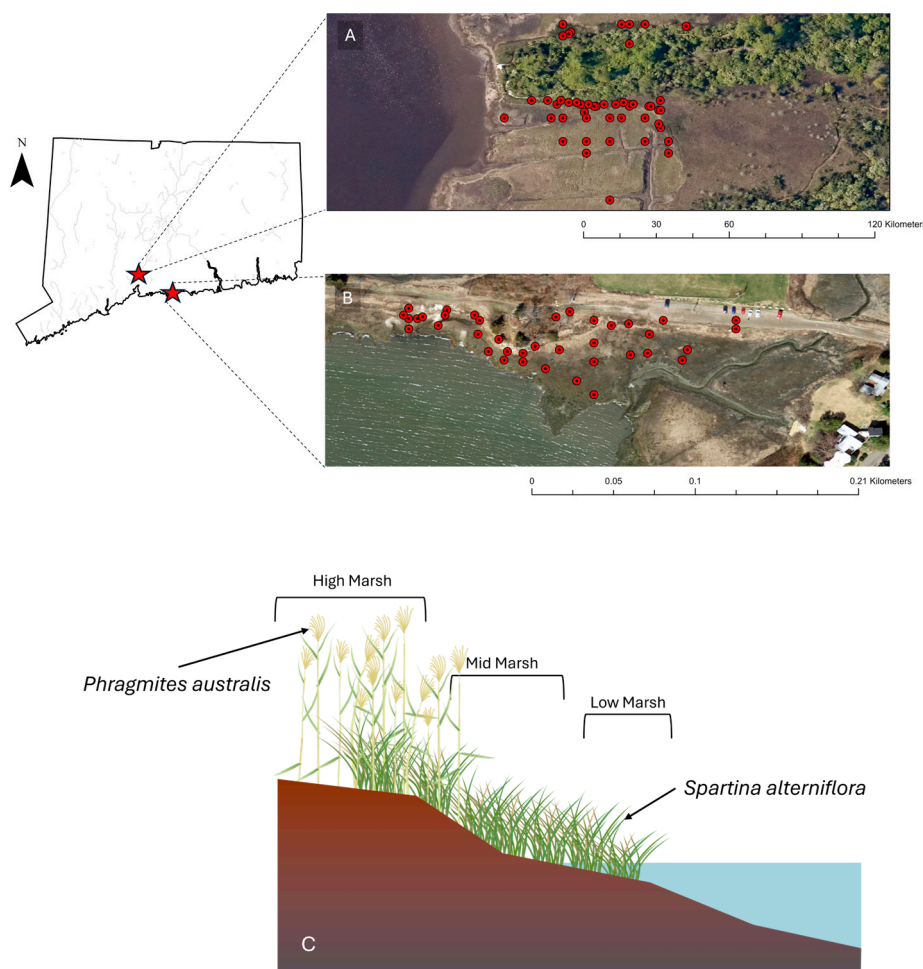 A
N
0 30 60 120 Kilometers
B
0 0.05 0.1 0.21 Kilometers
High Marsh
Phragmites australis
Mid Marsh
Low Marsh
Spartina alterniflora
C